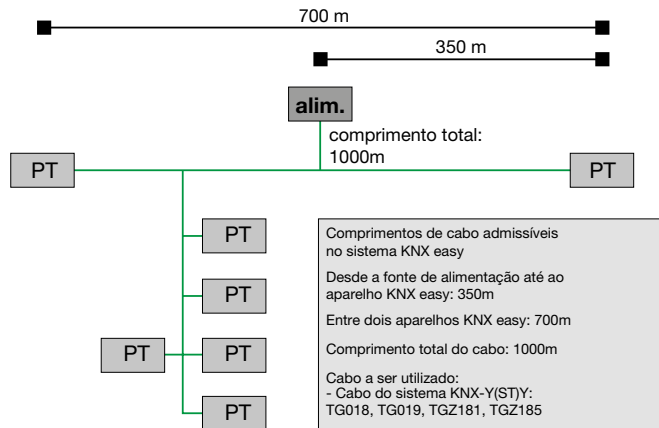 700 m
350 m
alim.
comprimento total:
1000m
PT
PT
PT
PT
PT
PT
PT
Comprimentos de cabo admissíveis
no sistema KNX easy
Desde a fonte de alimentação até ao
aparelho KNX easy: 350m
Entre dois aparelhos KNX easy: 700m
Comprimento total do cabo: 1000m
Cabo a ser utilizado:
- Cabo do sistema KNX-Y(ST)Y:
TG018, TG019, TGZ181, TGZ185